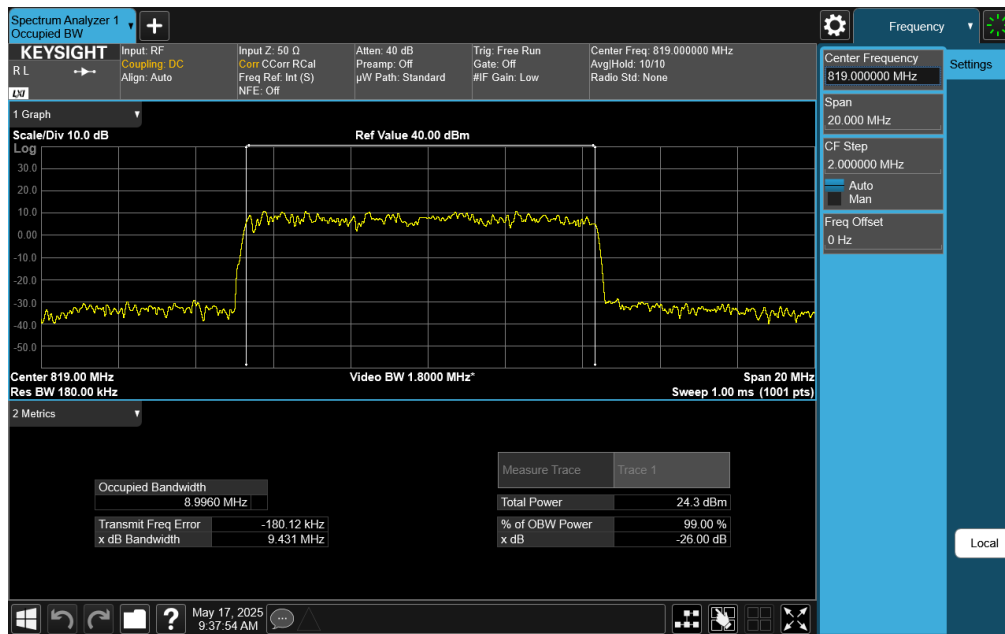 Spectrum Analyzer 1
Occupied BW
Frequency
KEYSIGHT
R L
LXI
Input: RF
Coupling: DC
Align: Auto
Input Z: 50 Ω
Corr CCorr RCal
Freq Ref: Int (S)
NFE: Off
Atten: 40 dB
Preamp: Off
µW Path: Standard
Trig: Free Run
Gate: Off
#IF Gain: Low
Center Freq: 819.000000 MHz
Avg|Hold: 10/10
Radio Std: None
Center Frequency
819.000000 MHz
Settings
Span
20.000 MHz
CF Step
2.000000 MHz
Auto
Man
Freq Offset
0 Hz
Local
1 Graph
Scale/Div 10.0 dB
Ref Value 40.00 dBm
Log
30.0
20.0
10.0
0.00
-10.0
-20.0
-30.0
-40.0
-50.0
Center 819.00 MHz
Video BW 1.8000 MHz*
Span 20 MHz
Res BW 180.00 kHz
Sweep 1.00 ms (1001 pts)
2 Metrics
Measure Trace Trace 1
Occupied Bandwidth
8.9960 MHz
Total Power 24.3 dBm
Transmit Freq Error -180.12 kHz
% of OBW Power 99.00 %
x dB Bandwidth 9.431 MHz
x dB -26.00 dB
May 17, 2025
9:37:54 AM